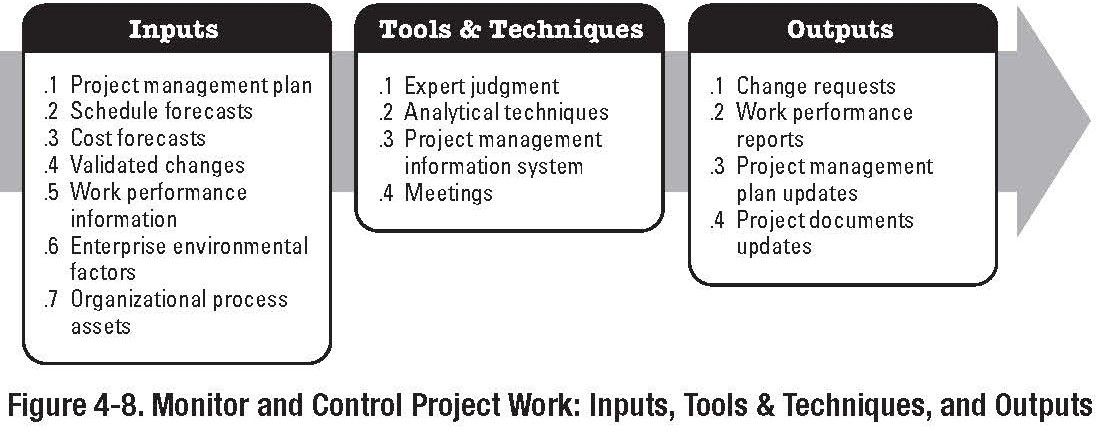 Inputs
.1 Project management plan
.2 Schedule forecasts
.3 Cost forecasts
.4 Validated changes
.5 Work performance
information
.6 Enterprise environmental
factors
.7 Organizational process
assets
Tools & Techniques
.1 Expert judgment
.2 Analytical techniques
.3 Project management
information system
.4 Meetings
Outputs
.1 Change requests
.2 Work performance
reports
.3 Project management
plan updates
.4 Project documents
updates
Figure 4-8. Monitor and Control Project Work: Inputs, Tools & Techniques, and Outputs